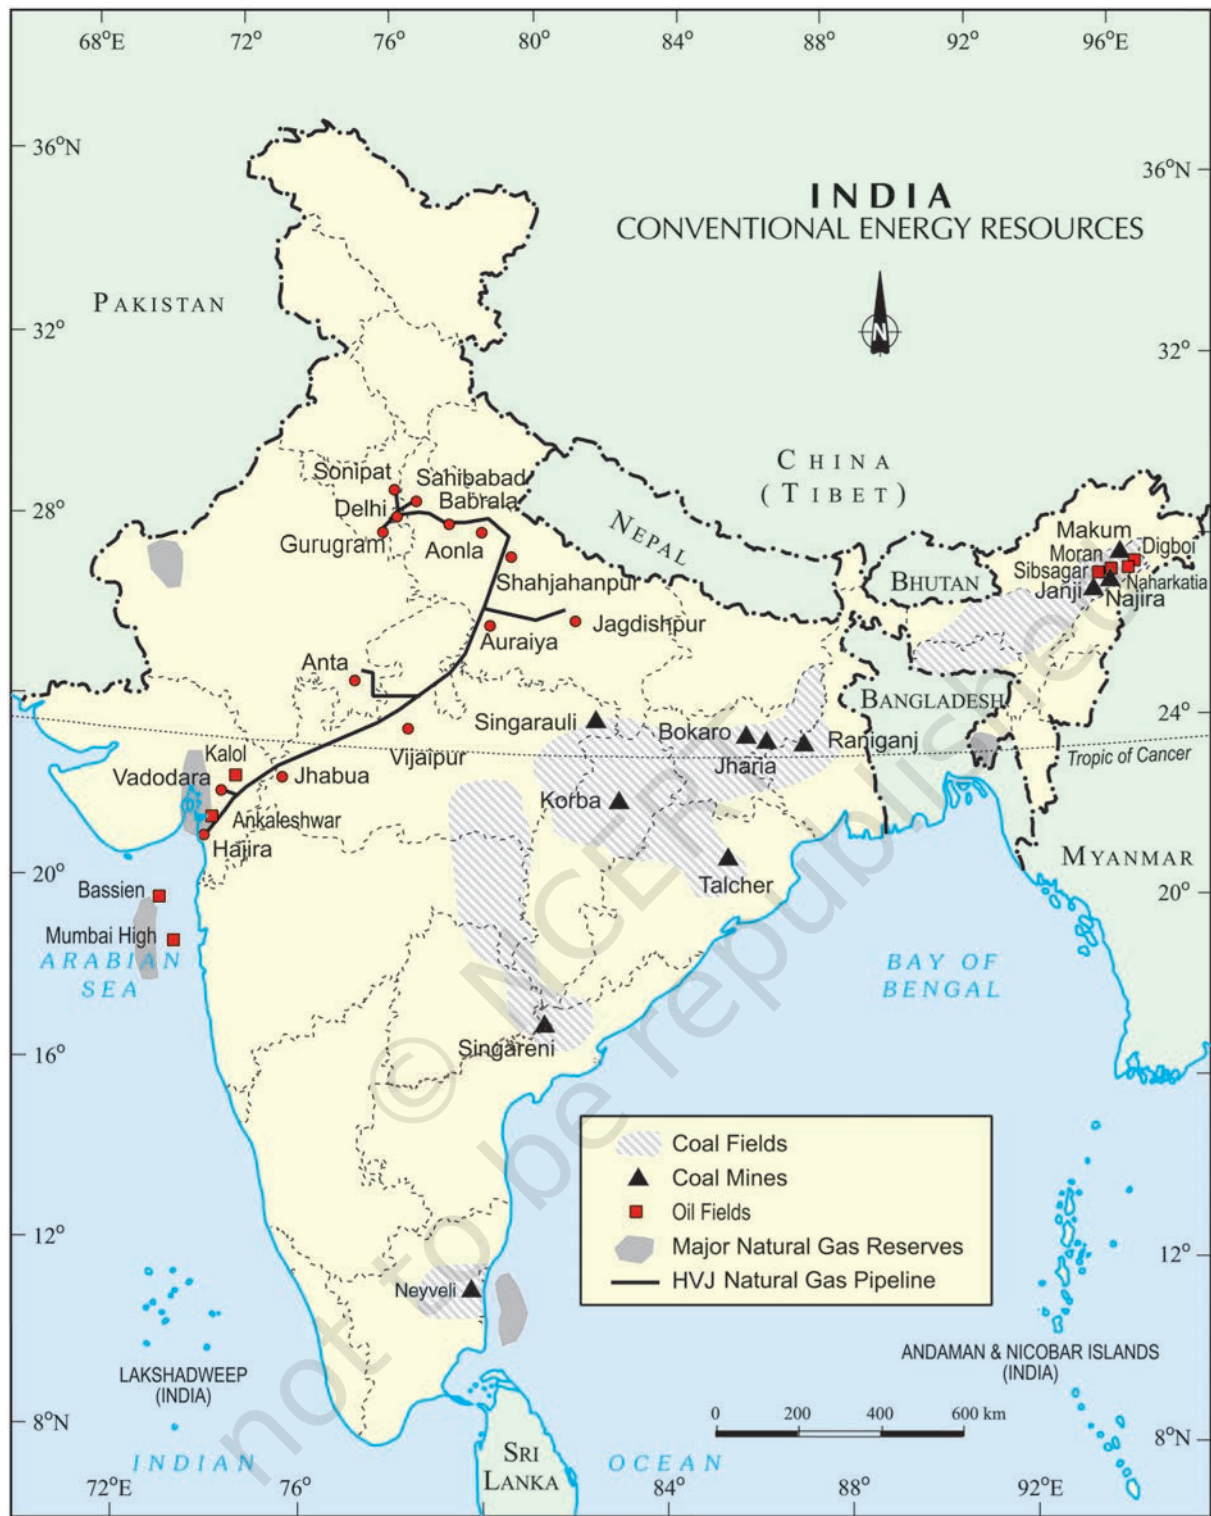 68°E 72° 76° 80° 84° 88° 92° 96°E
36°N
36°N
INDIA
CONVENTIONAL ENERGY RESOURCES
PAKISTAN
N
32°
32°
CHINA
(TIBET)
Sonipat
Sahibabad
Delhi
Babrala
28°
Gurugram
Aonla
NEPAL
Makum
Moran
Digboi
Sibsagar
Naharkatia
Janji
Najira
BHUTAN
Shahjahanpur
Jagdishpur
Auraiya
Anta
BANGLADESH
24°
Singarauli
Bokaro
Raniganj
Vijaipur
Tropic of Cancer
Kalol
Jharia
Vadodara
Jhabua
Korba
Ankaleshwar
Hajira
MYANMAR
20°
20°
Bassien
Talcher
Mumbai High
ARABIAN
SEA
BAY OF
BENGAL
Singareni
16°
Coal Fields
Coal Mines
Oil Fields
Major Natural Gas Reserves
HVJ Natural Gas Pipeline
12°
12°
Neyveli
LAKSHADWEEP
(INDIA)
ANDAMAN & NICOBAR ISLANDS
(INDIA)
0 200 400 600 km
8°N
8°N
SRI
LANKA
INDIAN OCEAN
72°E 76° 84° 88° 92°E
© NCERT
not to be republished